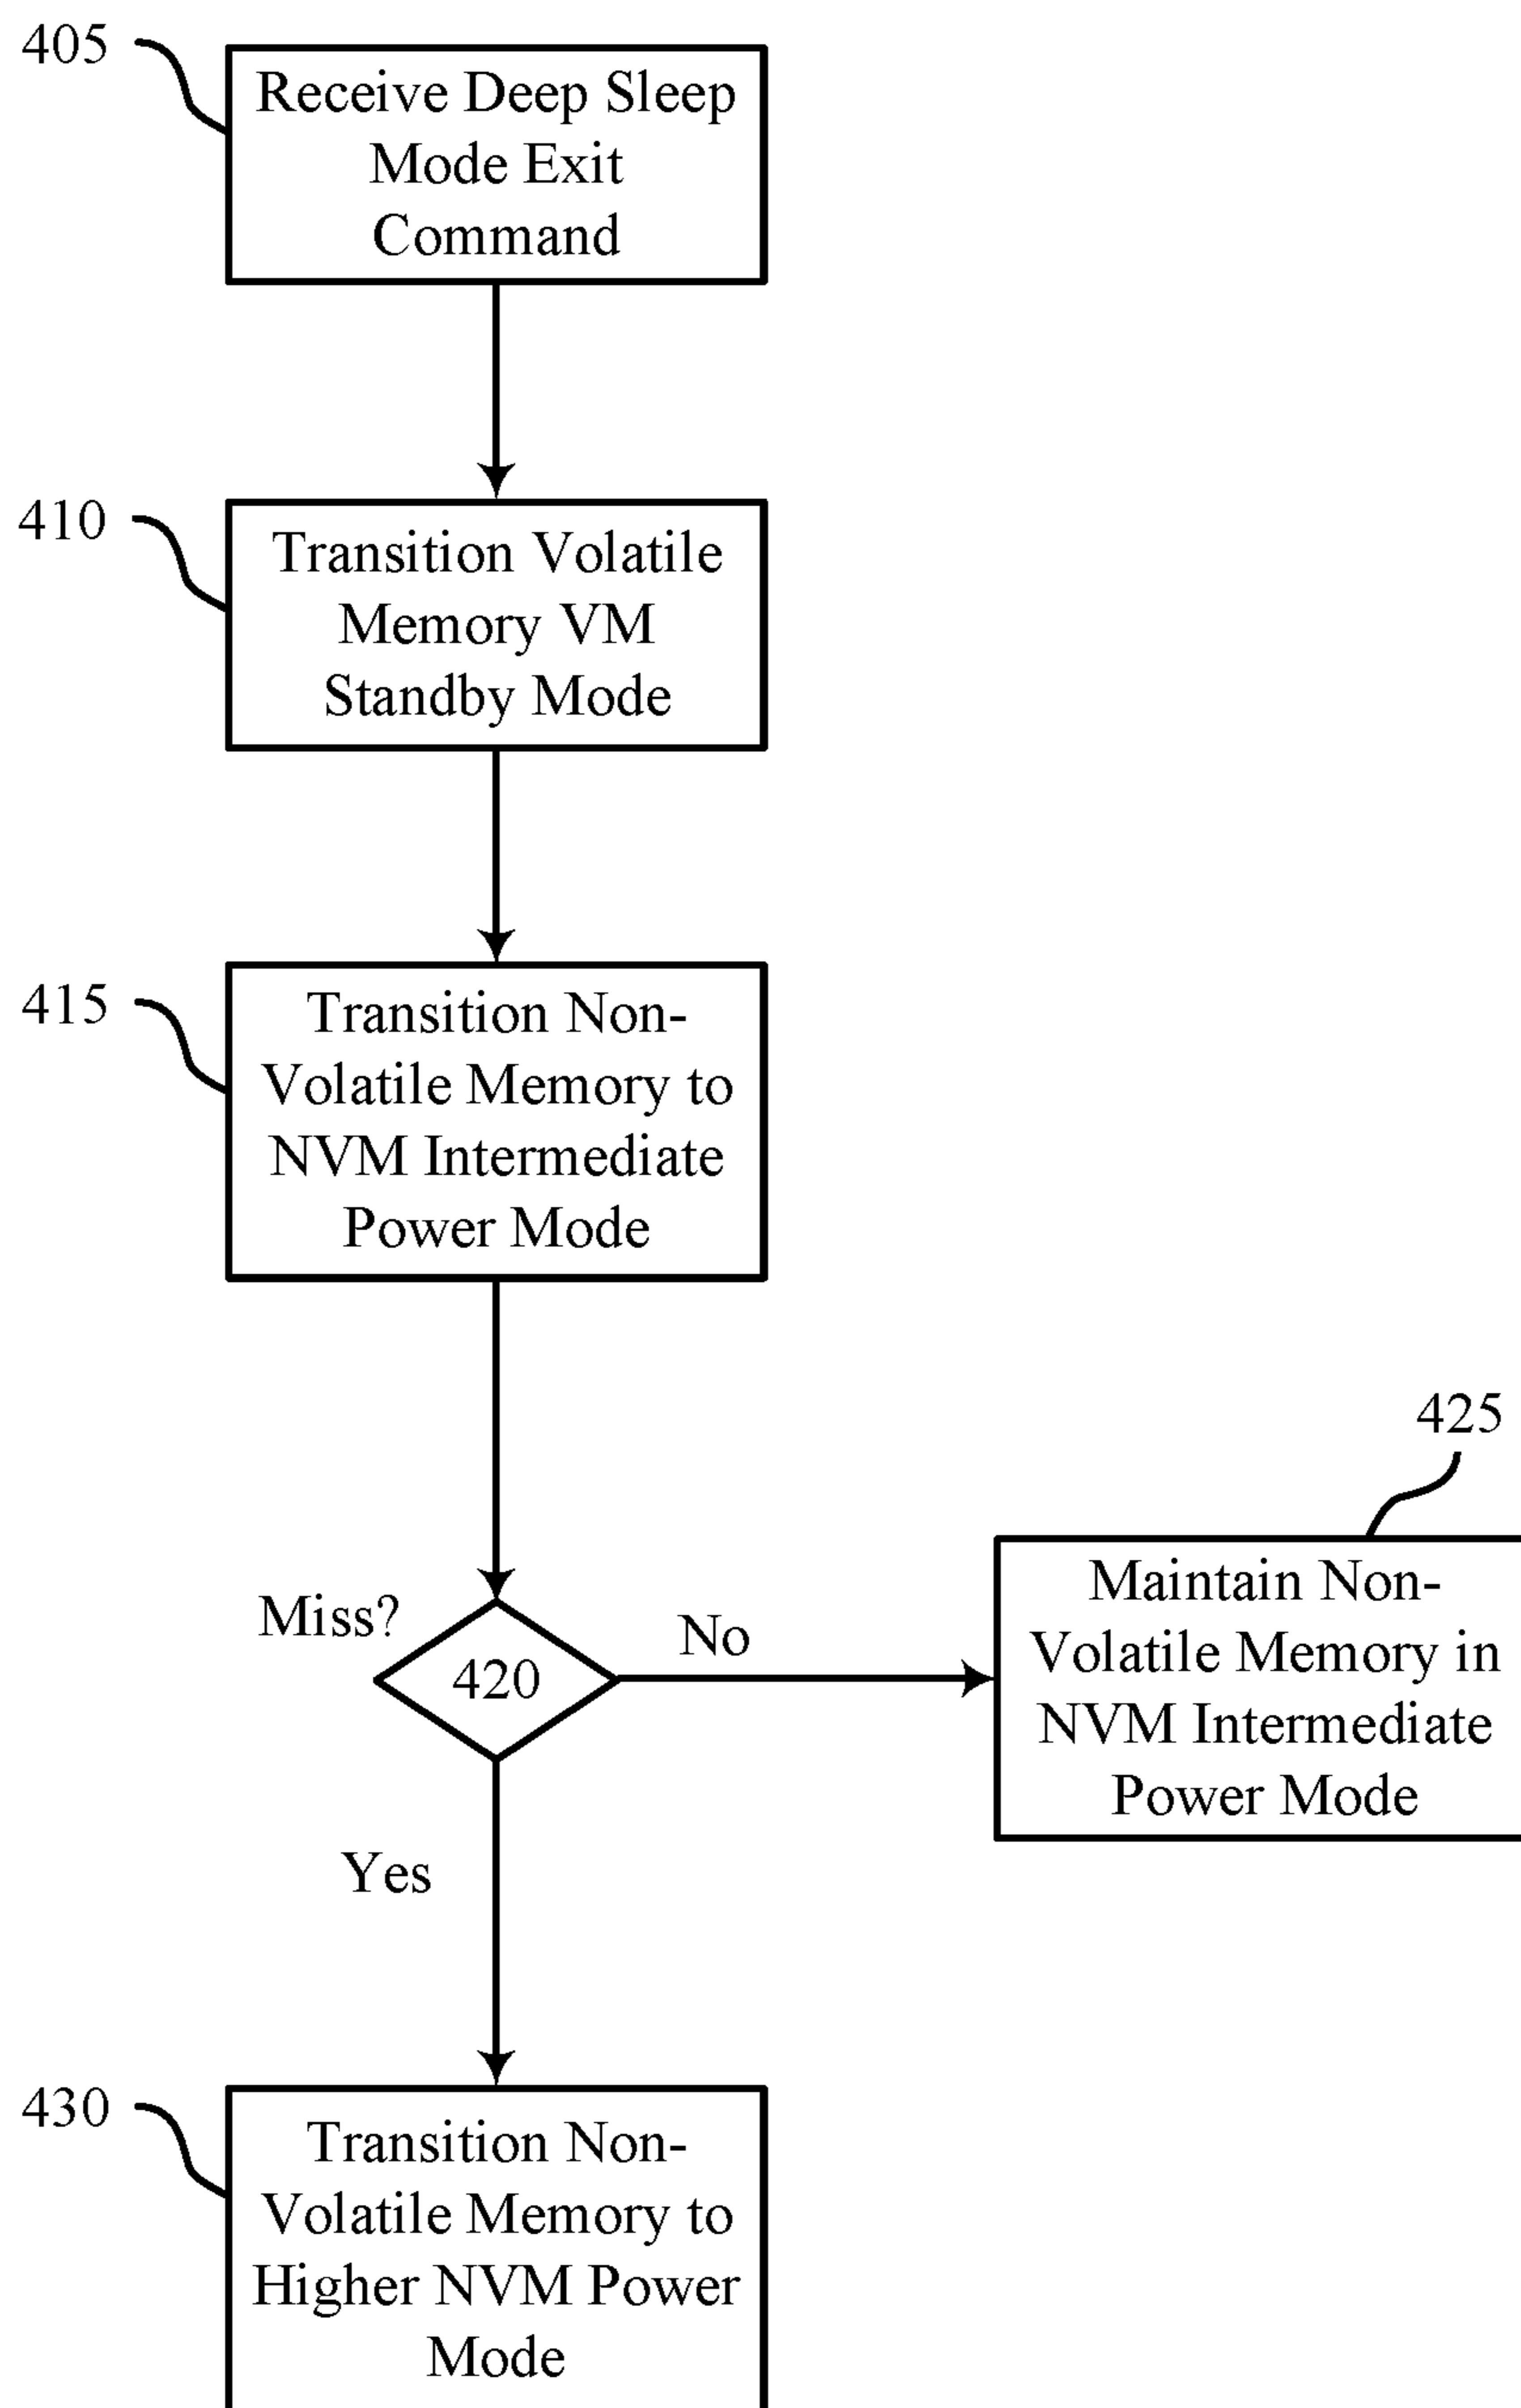 405
Receive Deep Sleep
Mode Exit
Command
410
Transition Volatile
Memory VM
Standby Mode
415
Transition Non-
Volatile Memory to
NVM Intermediate
Power Mode
Miss?
420
No
425
Maintain Non-
Volatile Memory in
NVM Intermediate
Power Mode
Yes
430
Transition Non-
Volatile Memory to
Higher NVM Power
Mode